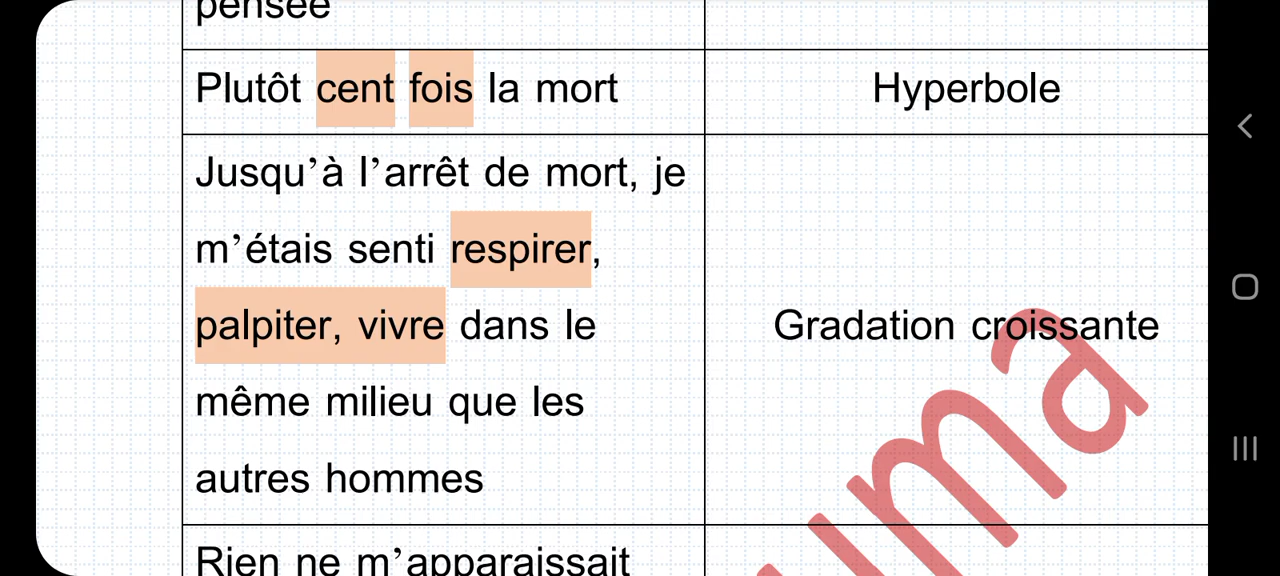 pensée
Plutôt cent fois la mort
Hyperbole
Jusqu’à l’arrêt de mort, je
m’étais senti respirer,
palpiter, vivre dans le
même milieu que les
autres hommes
Gradation croissante
Rien ne m’apparaissait
uma